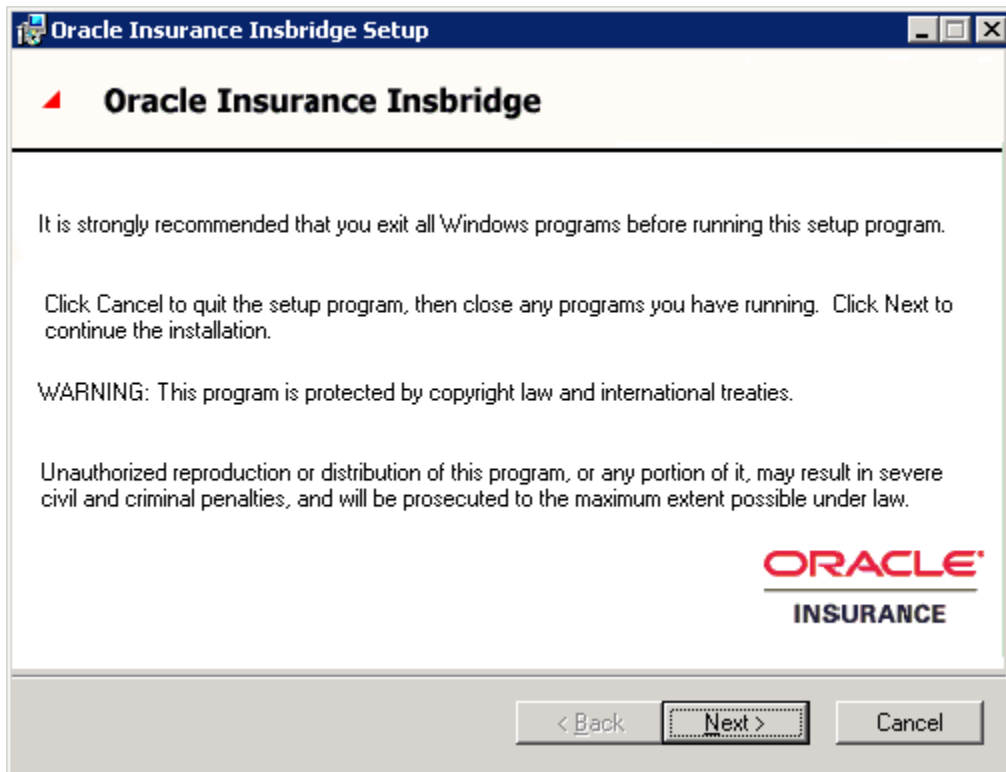 Oracle Insurance Insbridge Setup
Oracle Insurance Insbridge
It is strongly recommended that you exit all Windows programs before running this setup program.
Click Cancel to quit the setup program, then close any programs you have running.  Click Next to
continue the installation.
WARNING: This program is protected by copyright law and international treaties.
Unauthorized reproduction or distribution of this program, or any portion of it, may result in severe
civil and criminal penalties, and will be prosecuted to the maximum extent possible under law.
ORACLE
INSURANCE
< Back Next > Cancel